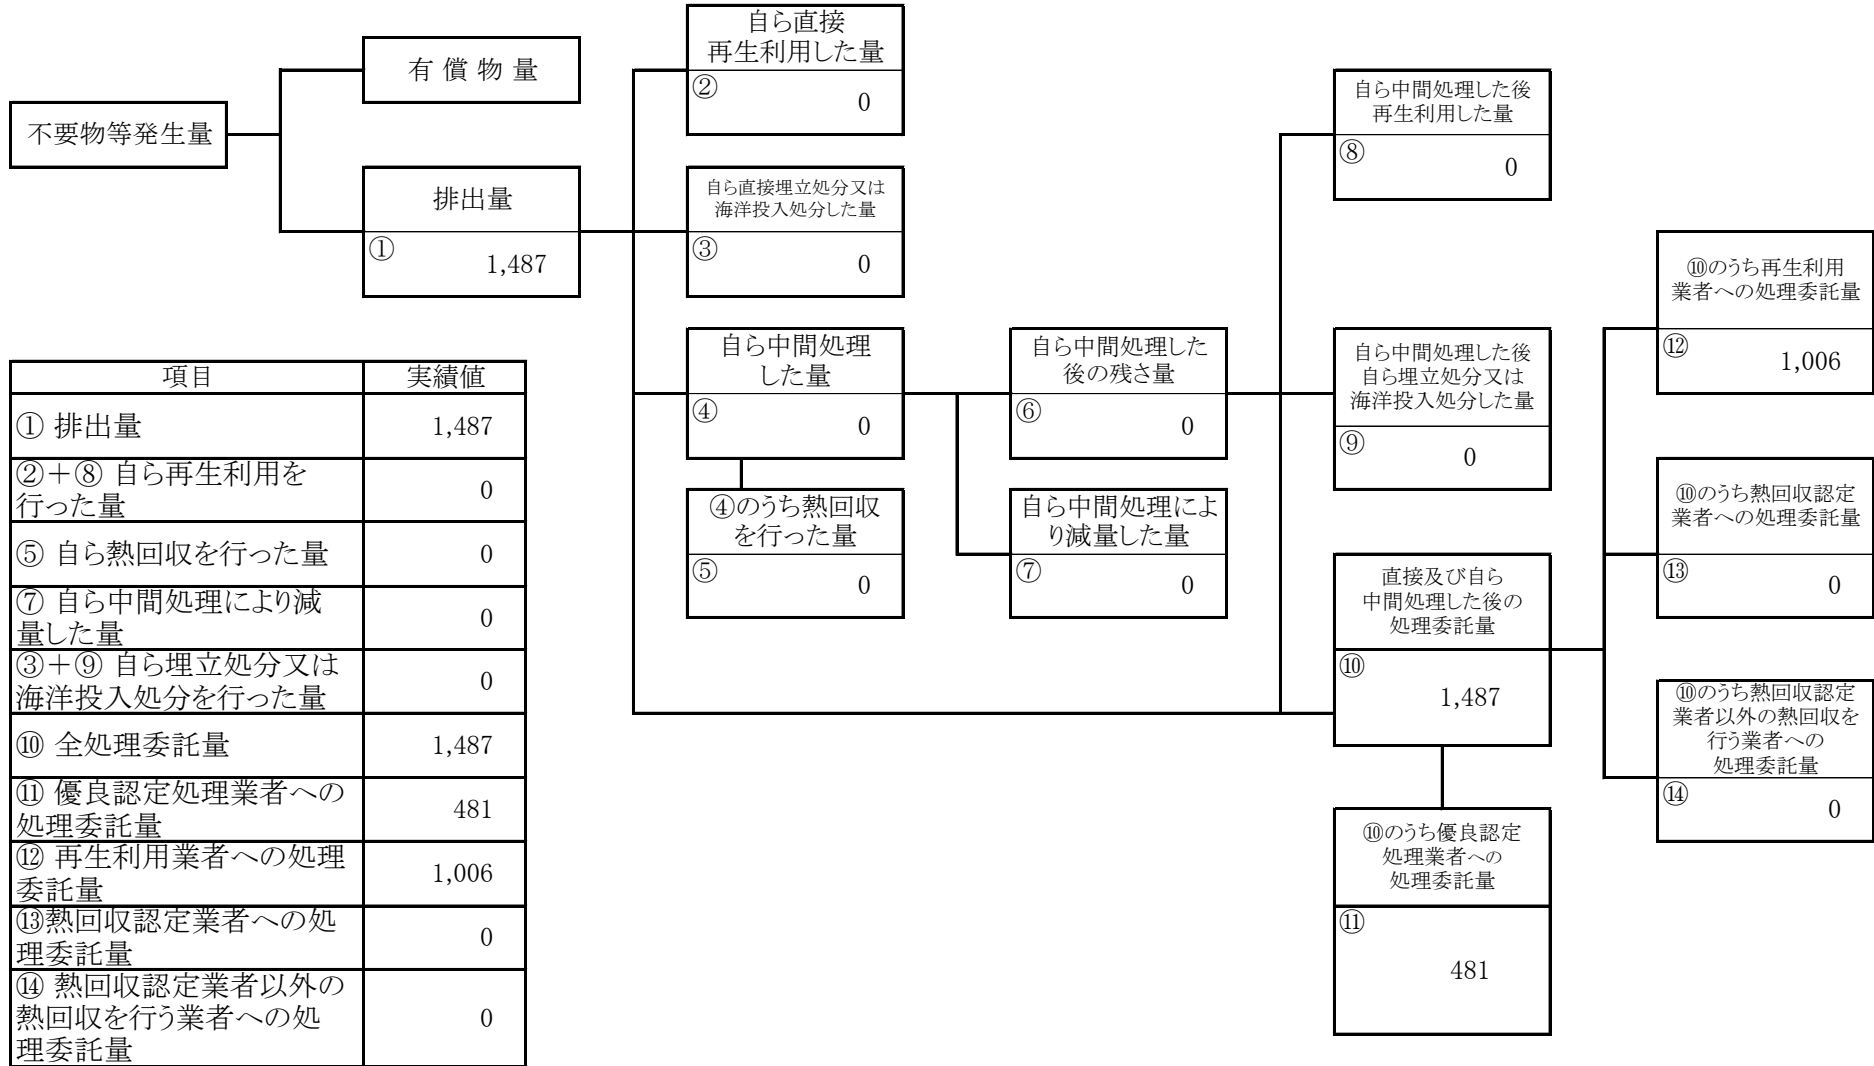 不要物等発生量
有 償 物 量
排出量
①
1,487
自ら直接
再生利用した量
②
0
自ら直接埋立処分又は
海洋投入処分した量
③
0
自ら中間処理
した量
④
0
④のうち熱回収
を行った量
⑤
0
自ら中間処理した
後の残さ量
⑥
0
自ら中間処理によ
り減量した量
⑦
0
自ら中間処理した後
再生利用した量
⑧
0
自ら中間処理した後
自ら埋立処分又は
海洋投入処分した量
⑨
0
直接及び自ら
中間処理した後の
処理委託量
⑩
1,487
⑩のうち優良認定
処理業者への
処理委託量
⑪
481
⑩のうち再生利用
業者への処理委託量
⑫
1,006
⑩のうち熱回収認定
業者への処理委託量
⑬
0
⑩のうち熱回収認定
業者以外の熱回収を
行う業者への
処理委託量
⑭
0
項目 実績値
① 排出量 1,487
②＋⑧ 自ら再生利用を
行った量 0
⑤ 自ら熱回収を行った量 0
⑦ 自ら中間処理により減
量した量 0
③＋⑨ 自ら埋立処分又は
海洋投入処分を行った量 0
⑩ 全処理委託量 1,487
⑪ 優良認定処理業者への
処理委託量 481
⑫ 再生利用業者への処理
委託量 1,006
⑬熱回収認定業者への処
理委託量 0
⑭ 熱回収認定業者以外の
熱回収を行う業者への処
理委託量 0